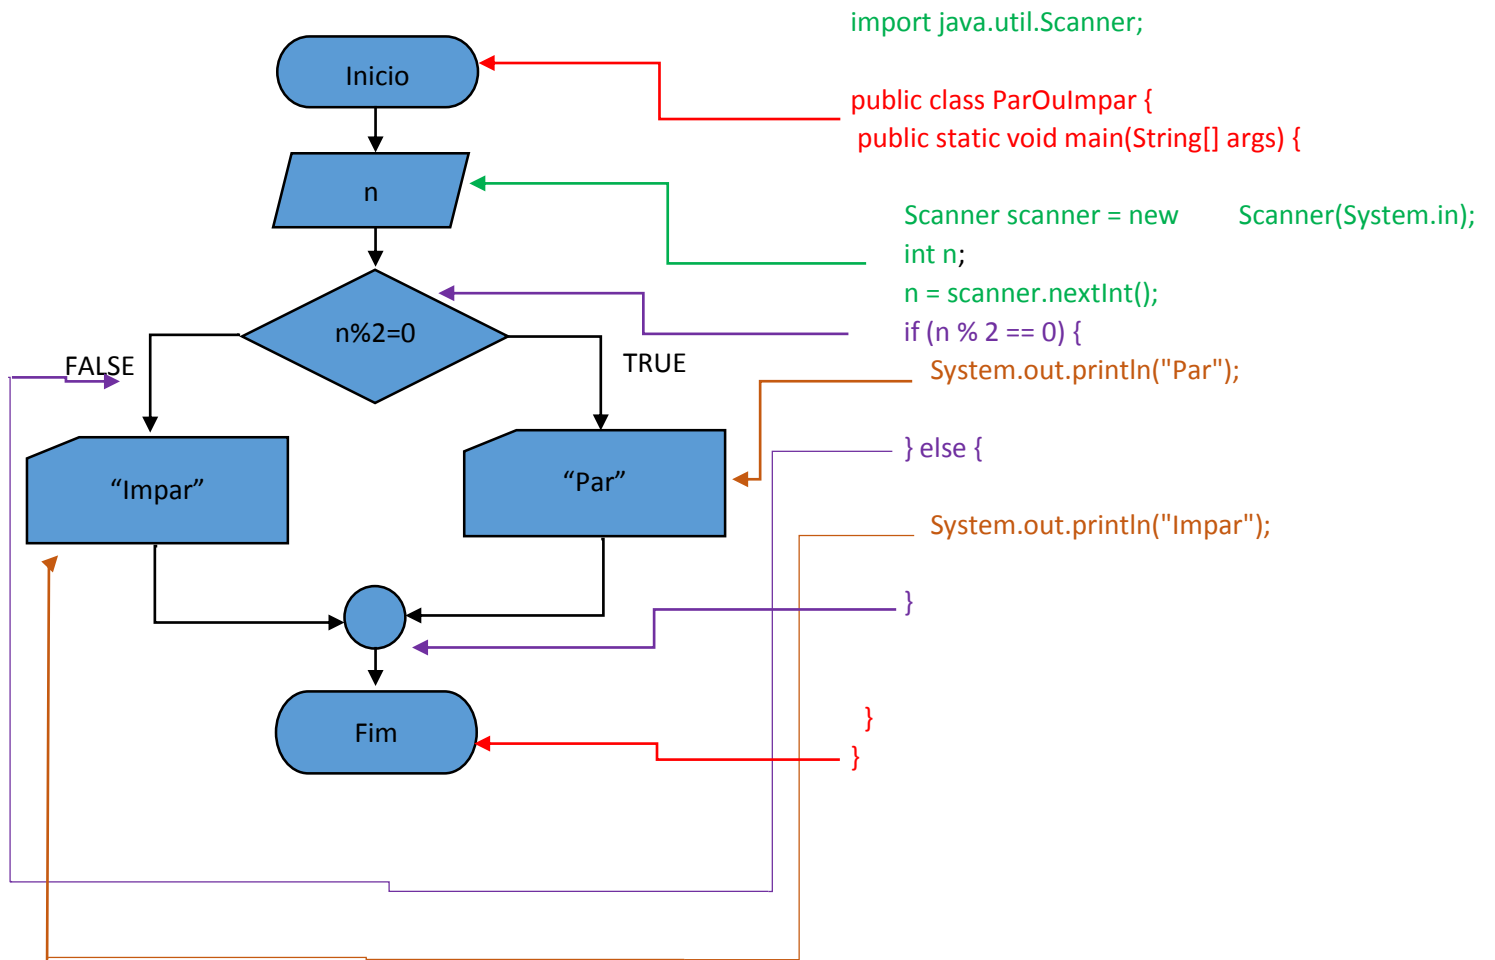 import java.util.Scanner;
Inicio
public class ParOuImpar {
public static void main(String[] args) {
n
Scanner scanner = new Scanner(System.in);
int n;
n = scanner.nextInt();
n%2=0
if (n % 2 == 0) {
FALSE
TRUE
System.out.println("Par");
} else {
“Impar”
“Par”
System.out.println("Impar");
}
Fim
}
}